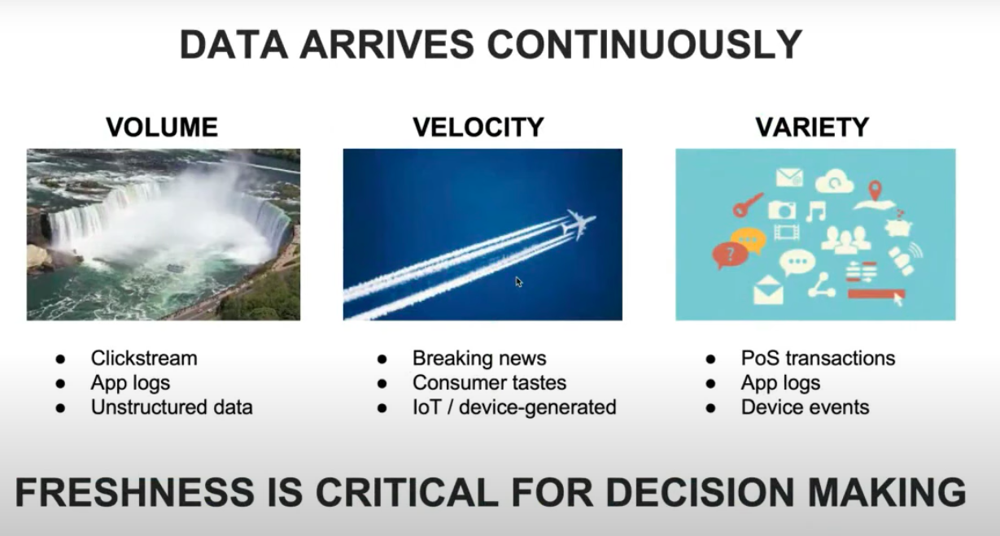 DATA ARRIVES CONTINUOUSLY
VOLUME
● Clickstream
● App logs
● Unstructured data
VELOCITY
● Breaking news
● Consumer tastes
● IoT / device-generated
VARIETY
?
● PoS transactions
● App logs
● Device events
FRESHNESS IS CRITICAL FOR DECISION MAKING